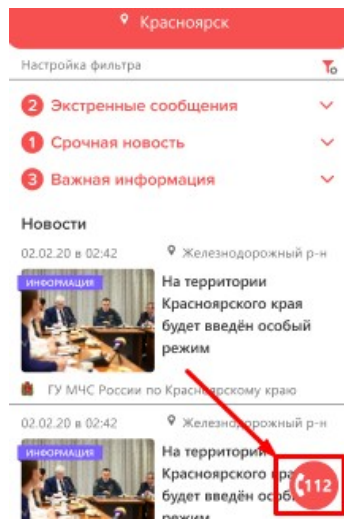 Красноярск
Настройка фильтра
2 Экстренные сообщения
1 Срочная новость
3 Важная информация
Новости
02.02.20 в 02:42 Железнодорожный р-н
ИНФОРМАЦИЯ
На территории
Красноярского края
будет введён особый
режим
ГУ МЧС России по Красноярскому краю
02.02.20 в 02:42 Железнодорожный р-н
ИНФОРМАЦИЯ
На территории
Красноярского края
112
будет введён особый
режим